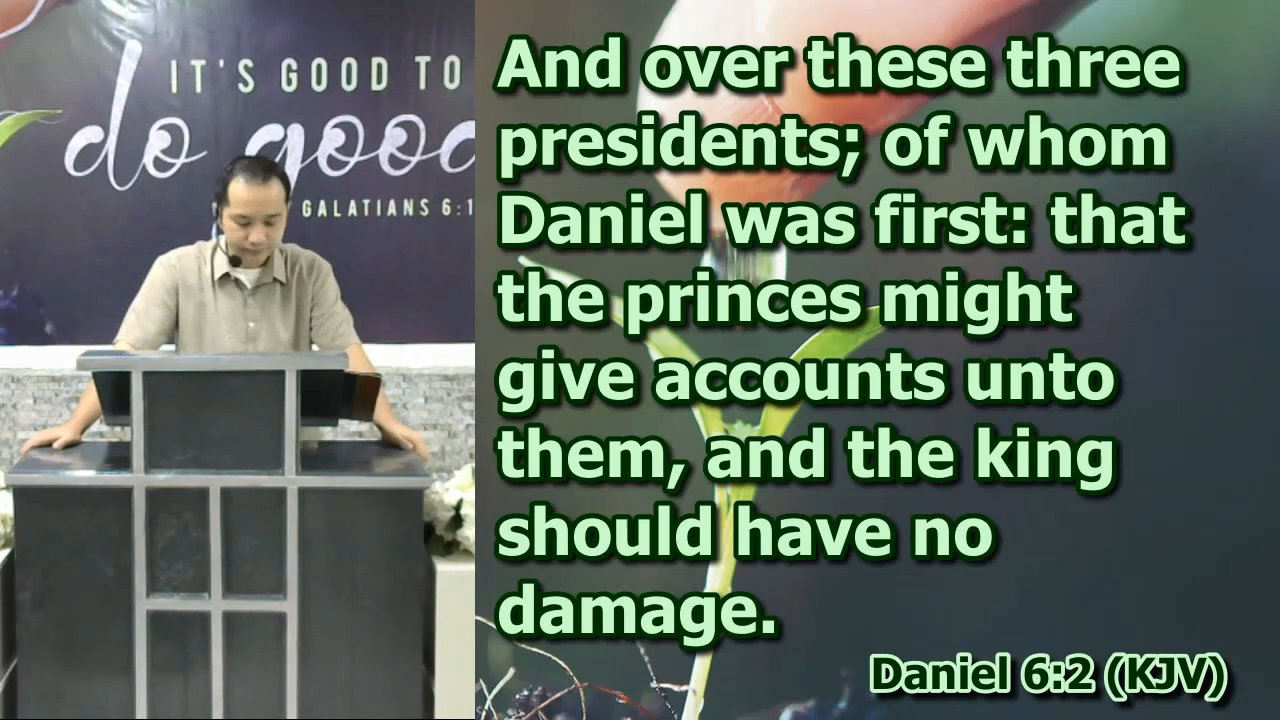 IT'S GOOD TO
do good
GALATIANS 6:1
And over these three
presidents; of whom
Daniel was first: that
the princes might
give accounts unto
them, and the king
should have no
damage.
Daniel 6:2 (KJV)